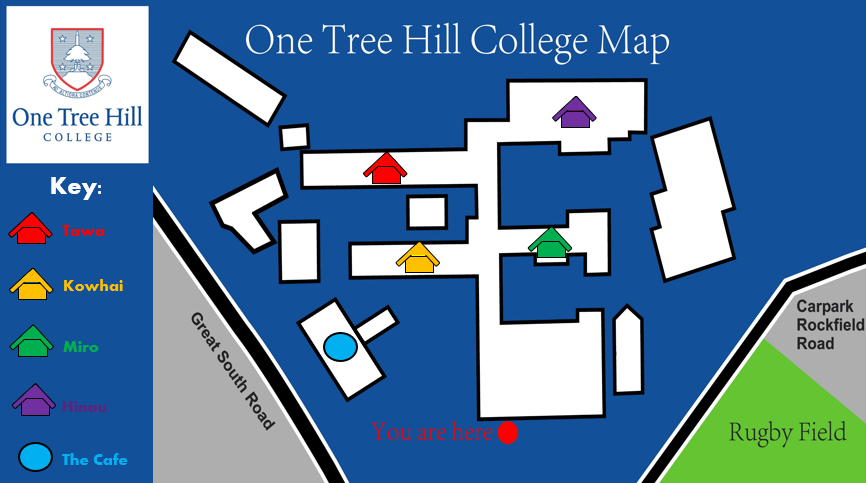 One Tree Hill College Map
AD ALTIORA CONTENDE
One Tree Hill
COLLEGE
Key:
Tawa
Kowhai
Miro
Hinau
The Cafe
Great South Road
You are here
Carpark
Rockfield
Road
Rugby Field